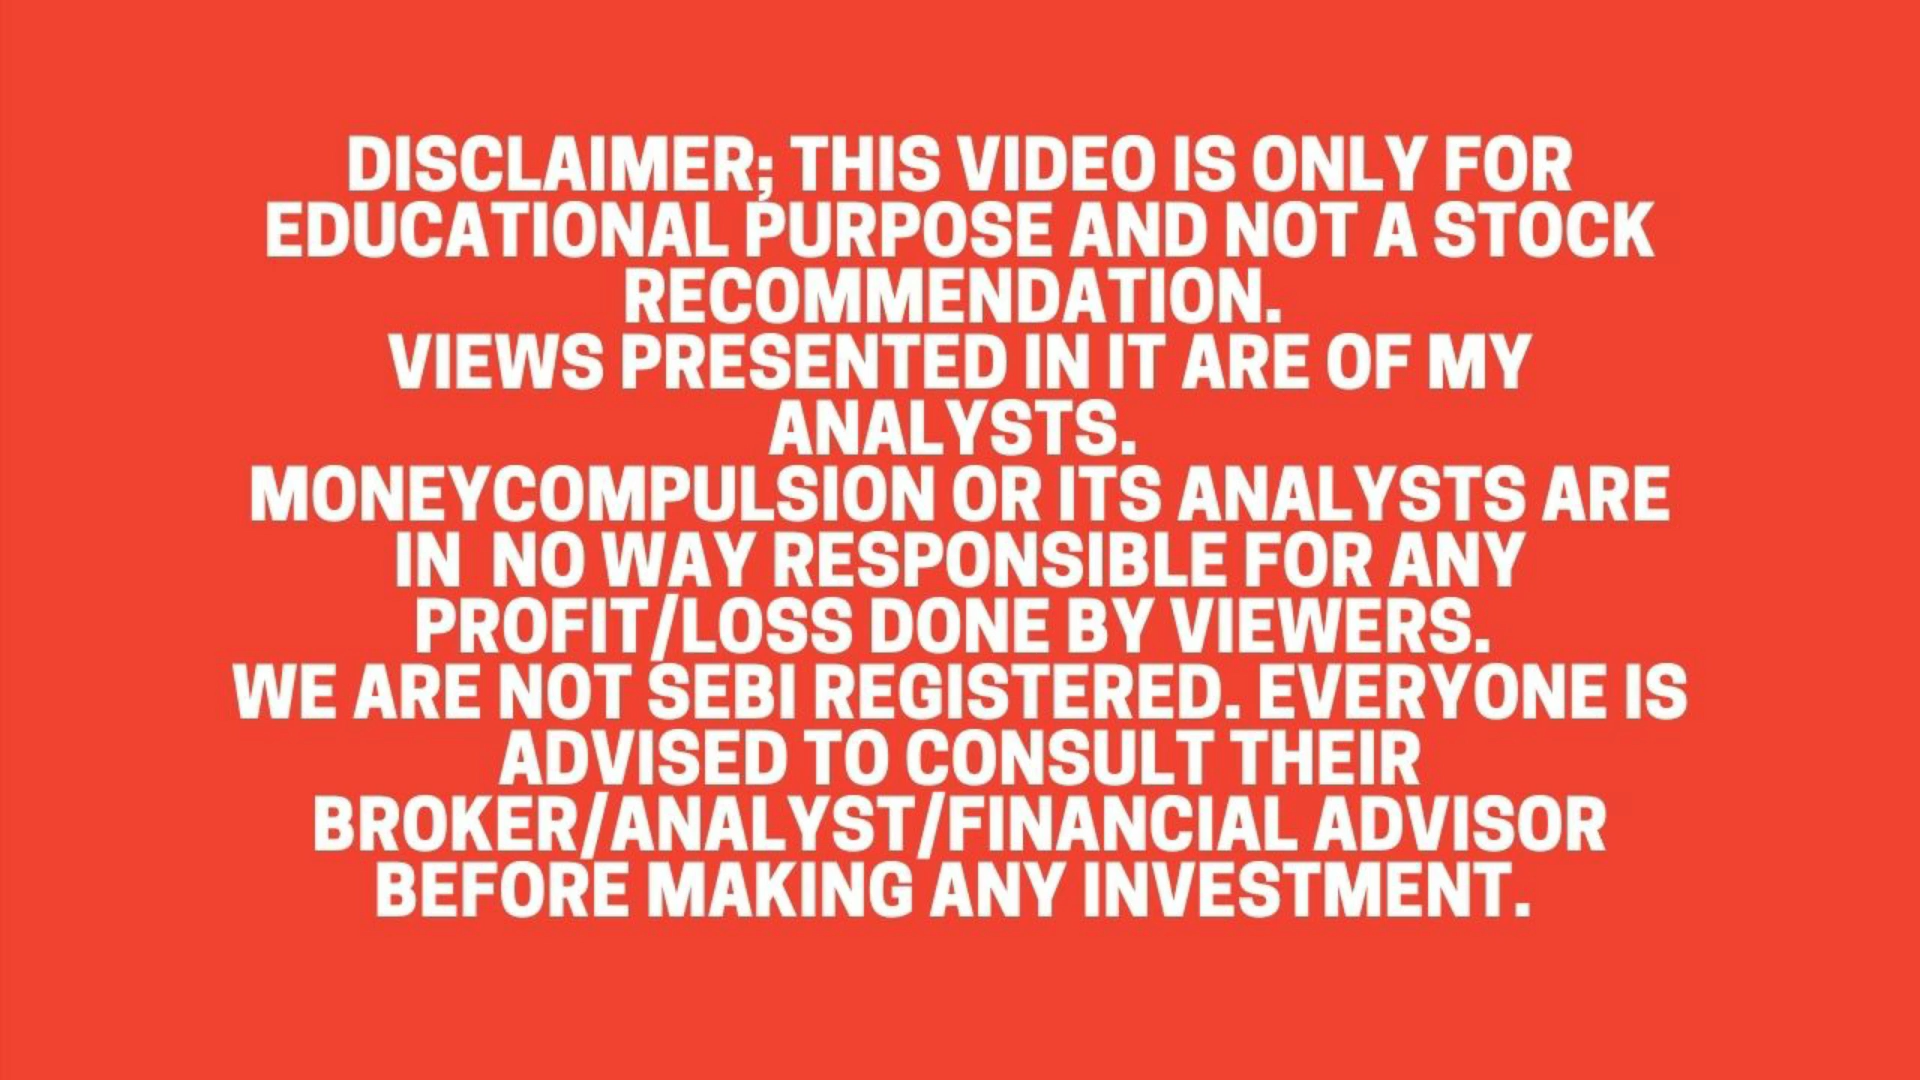 DISCLAIMER; THIS VIDEO IS ONLY FOR
EDUCATIONAL PURPOSE AND NOT A STOCK
RECOMMENDATION.
VIEWS PRESENTED IN IT ARE OF MY
ANALYSTS.
MONEYCOMPULSION OR ITS ANALYSTS ARE
IN NO WAY RESPONSIBLE FOR ANY
PROFIT/LOSS DONE BY VIEWERS.
WE ARE NOT SEBI REGISTERED. EVERYONE IS
ADVISED TO CONSULT THEIR
BROKER/ANALYST/FINANCIAL ADVISOR
BEFORE MAKING ANY INVESTMENT.